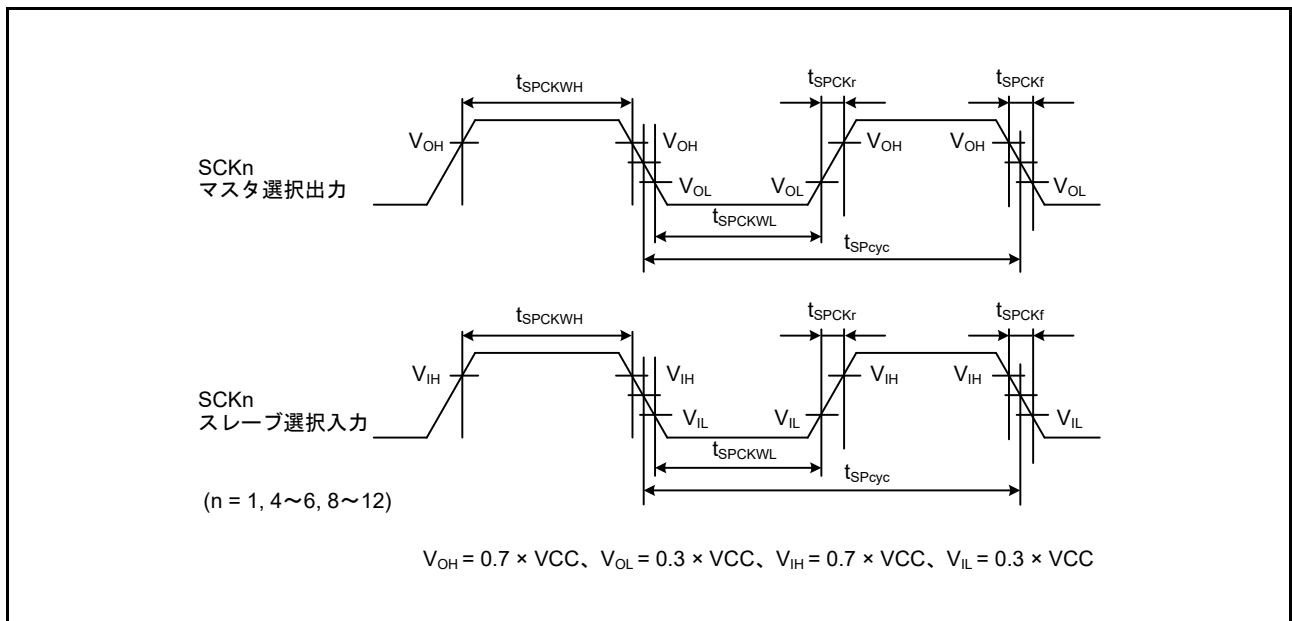 tSPCKWH
tSPCKr
tSPCKf
VOH
VOH
VOH
VOH
SCKn
マスタ選択出力
VOL
VOL
VOL
tSPCKWL
tSPcyc
tSPCKWH
tSPCKr
tSPCKf
VIH
VIH
VIH
VIH
SCKn
スレーブ選択入力
VIL
VIL
VIL
tSPCKWL
tSPcyc
(n = 1, 4～6, 8～12)
VOH = 0.7 × VCC、VOL = 0.3 × VCC、VIH = 0.7 × VCC、VIL = 0.3 × VCC